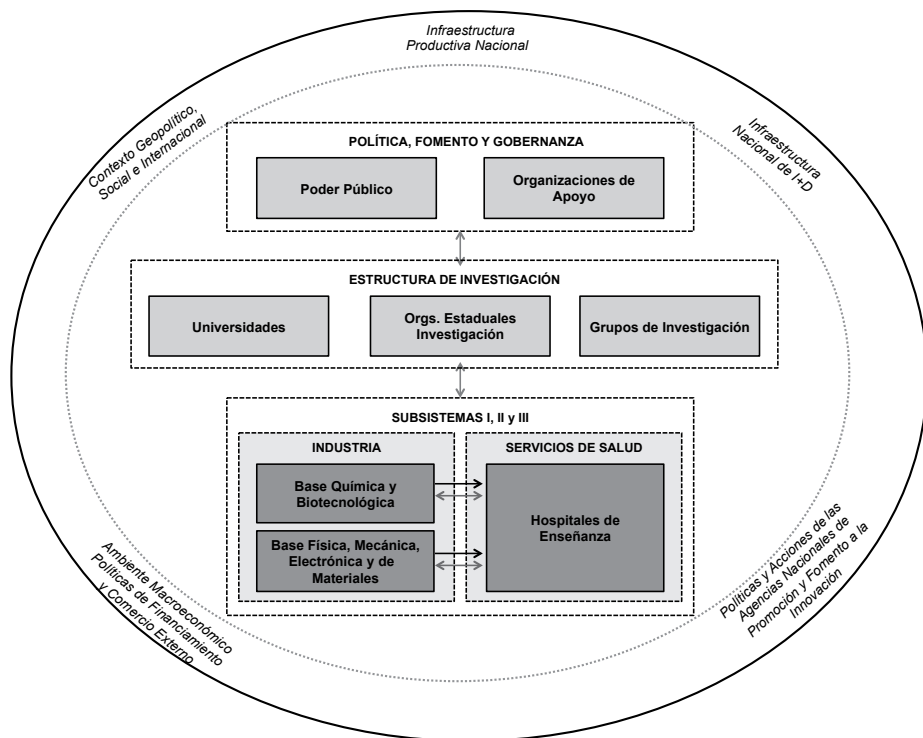 Infraestructura
Productiva Nacional
Contexto Geopolítico,
Social e Internacional
Infraestructura
Nacional de I+D
POLÍTICA, FOMENTO Y GOBERNANZA
Poder Público
Organizaciones de
Apoyo
ESTRUCTURA DE INVESTIGACIÓN
Universidades
Orgs. Estaduales
Investigación
Grupos de Investigación
SUBSISTEMAS I, II y III
INDUSTRIA
SERVICIOS DE SALUD
Base Química y
Biotecnológica
Base Física, Mecánica,
Electrónica y de
Materiales
Hospitales de
Enseñanza
Ambiente Macroeconómico
Políticas de Financiamiento
y Comercio Externo
Políticas y Acciones de las
Agencias Nacionales de
Promoción y Fomento a la
Innovación